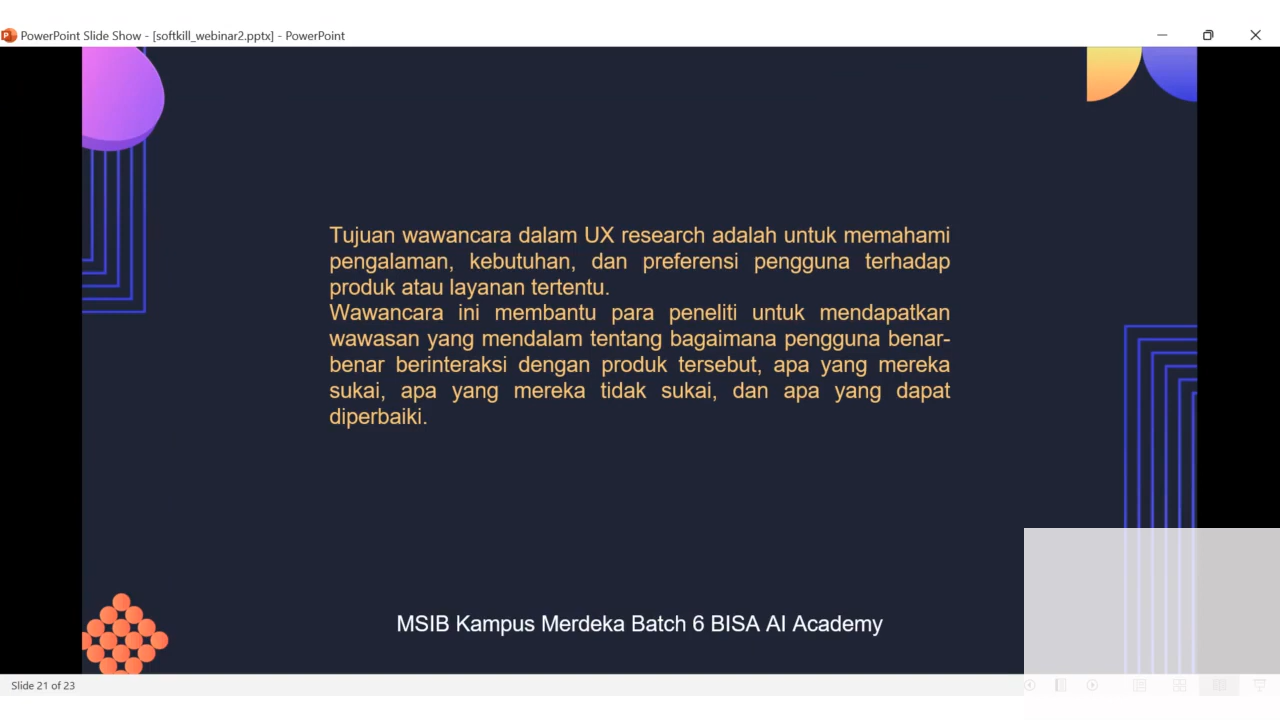 PowerPoint Slide Show - [softkill_webinar2.pptx] - PowerPoint
Tujuan wawancara dalam UX research adalah untuk memahami
pengalaman, kebutuhan, dan preferensi pengguna terhadap
produk atau layanan tertentu.
Wawancara ini membantu para peneliti untuk mendapatkan
wawasan yang mendalam tentang bagaimana pengguna benar-
benar berinteraksi dengan produk tersebut, apa yang mereka
sukai, apa yang mereka tidak sukai, dan apa yang dapat
diperbaiki.
MSIB Kampus Merdeka Batch 6 BISA AI Academy
Slide 21 of 23